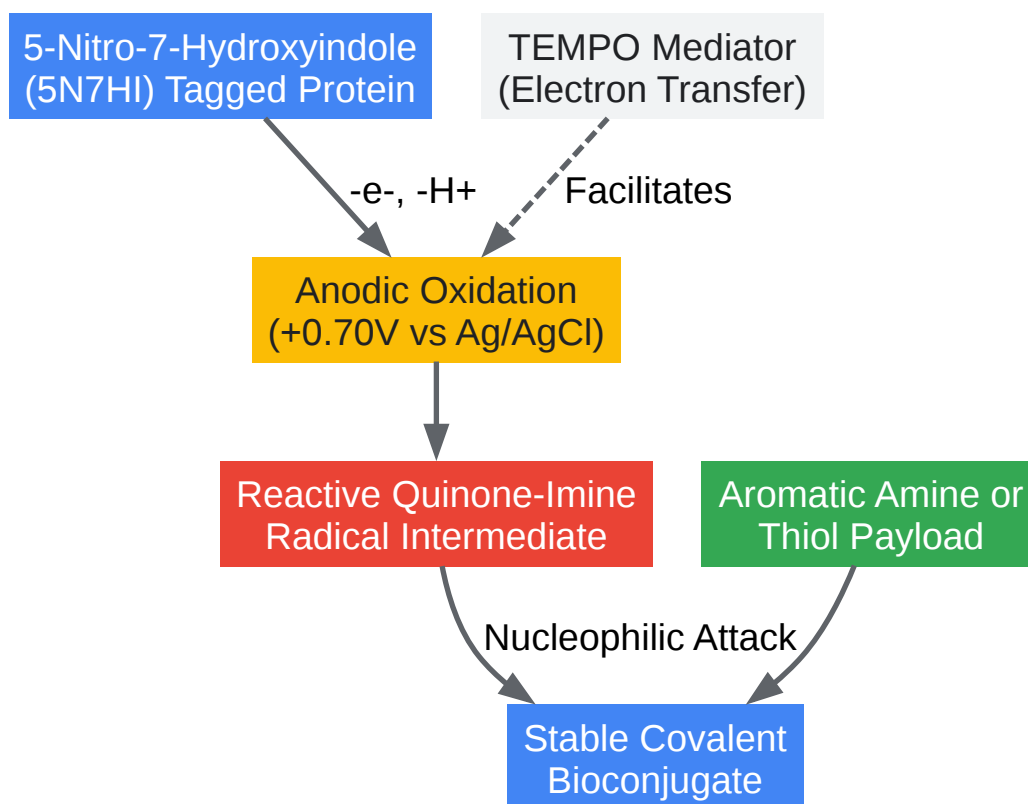 5-Nitro-7-Hydroxyindole
(5N7HI) Tagged Protein
TEMPO Mediator
(Electron Transfer)
-e-, -H+
Facilitates
Anodic Oxidation
(+0.70V vs Ag/AgCl)
Reactive Quinone-Imine
Radical Intermediate
Aromatic Amine or
Thiol Payload
Nucleophilic Attack
Stable Covalent
Bioconjugate